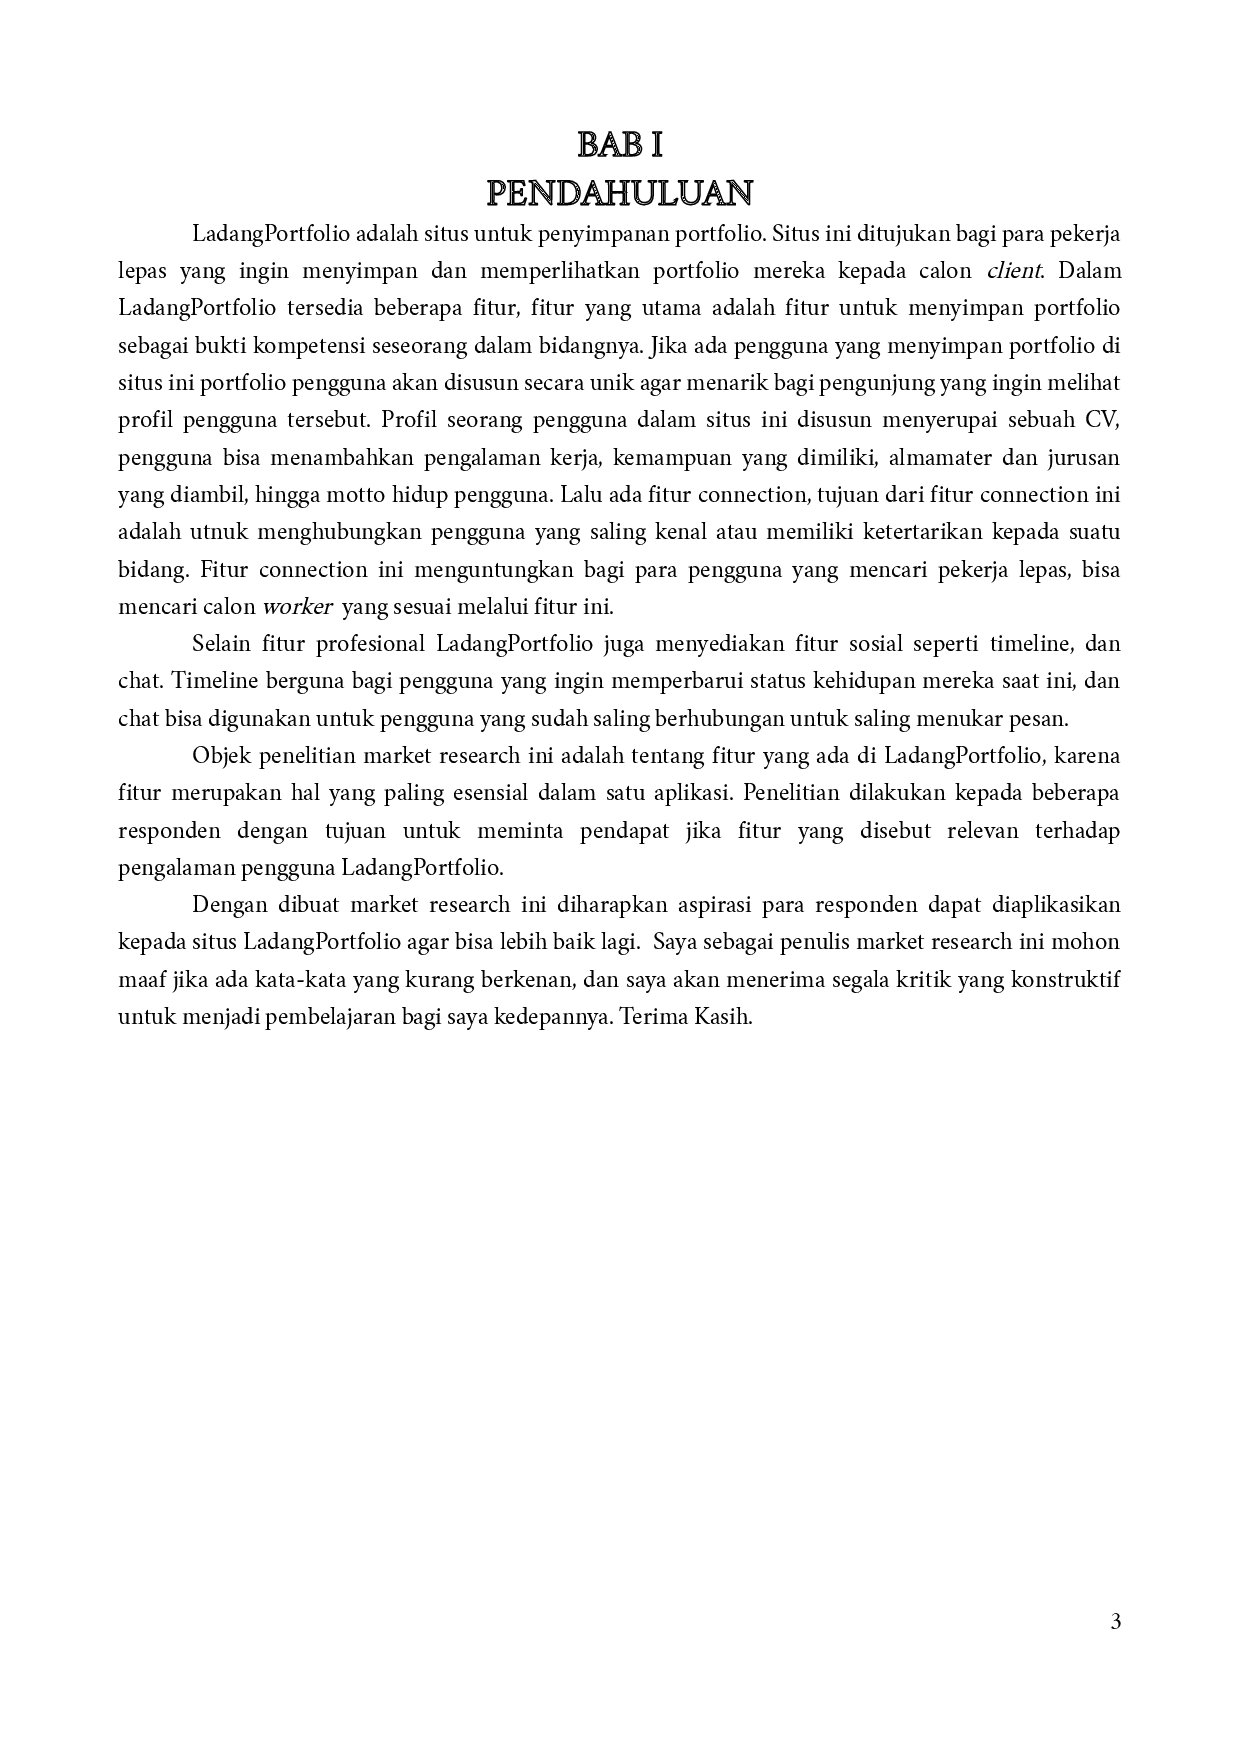 BAB I
PENDAHULUAN
LadangPortfolio adalah situs untuk penyimpanan portfolio. Situs ini ditujukan bagi para pekerja
lepas yang ingin menyimpan dan memperlihatkan portfolio mereka kepada calon client. Dalam
LadangPortfolio tersedia beberapa fitur, fitur yang utama adalah fitur untuk menyimpan portfolio
sebagai bukti kompetensi seseorang dalam bidangnya. Jika ada pengguna yang menyimpan portfolio di
situs ini portfolio pengguna akan disusun secara unik agar menarik bagi pengunjung yang ingin melihat
profil pengguna tersebut. Profil seorang pengguna dalam situs ini disusun menyerupai sebuah CV,
pengguna bisa menambahkan pengalaman kerja, kemampuan yang dimiliki, almamater dan jurusan
yang diambil, hingga motto hidup pengguna. Lalu ada fitur connection, tujuan dari fitur connection ini
adalah utnuk menghubungkan pengguna yang saling kenal atau memiliki ketertarikan kepada suatu
bidang. Fitur connection ini menguntungkan bagi para pengguna yang mencari pekerja lepas, bisa
mencari calon worker yang sesuai melalui fitur ini.
Selain fitur profesional LadangPortfolio juga menyediakan fitur sosial seperti timeline, dan
chat. Timeline berguna bagi pengguna yang ingin memperbarui status kehidupan mereka saat ini, dan
chat bisa digunakan untuk pengguna yang sudah saling berhubungan untuk saling menukar pesan.
Objek penelitian market research ini adalah tentang fitur yang ada di LadangPortfolio, karena
fitur merupakan hal yang paling esensial dalam satu aplikasi. Penelitian dilakukan kepada beberapa
responden dengan tujuan untuk meminta pendapat jika fitur yang disebut relevan terhadap
pengalaman pengguna LadangPortfolio.
Dengan dibuat market research ini diharapkan aspirasi para responden dapat diaplikasikan
kepada situs LadangPortfolio agar bisa lebih baik lagi. Saya sebagai penulis market research ini mohon
maaf jika ada kata-kata yang kurang berkenan, dan saya akan menerima segala kritik yang konstruktif
untuk menjadi pembelajaran bagi saya kedepannya. Terima Kasih.
3